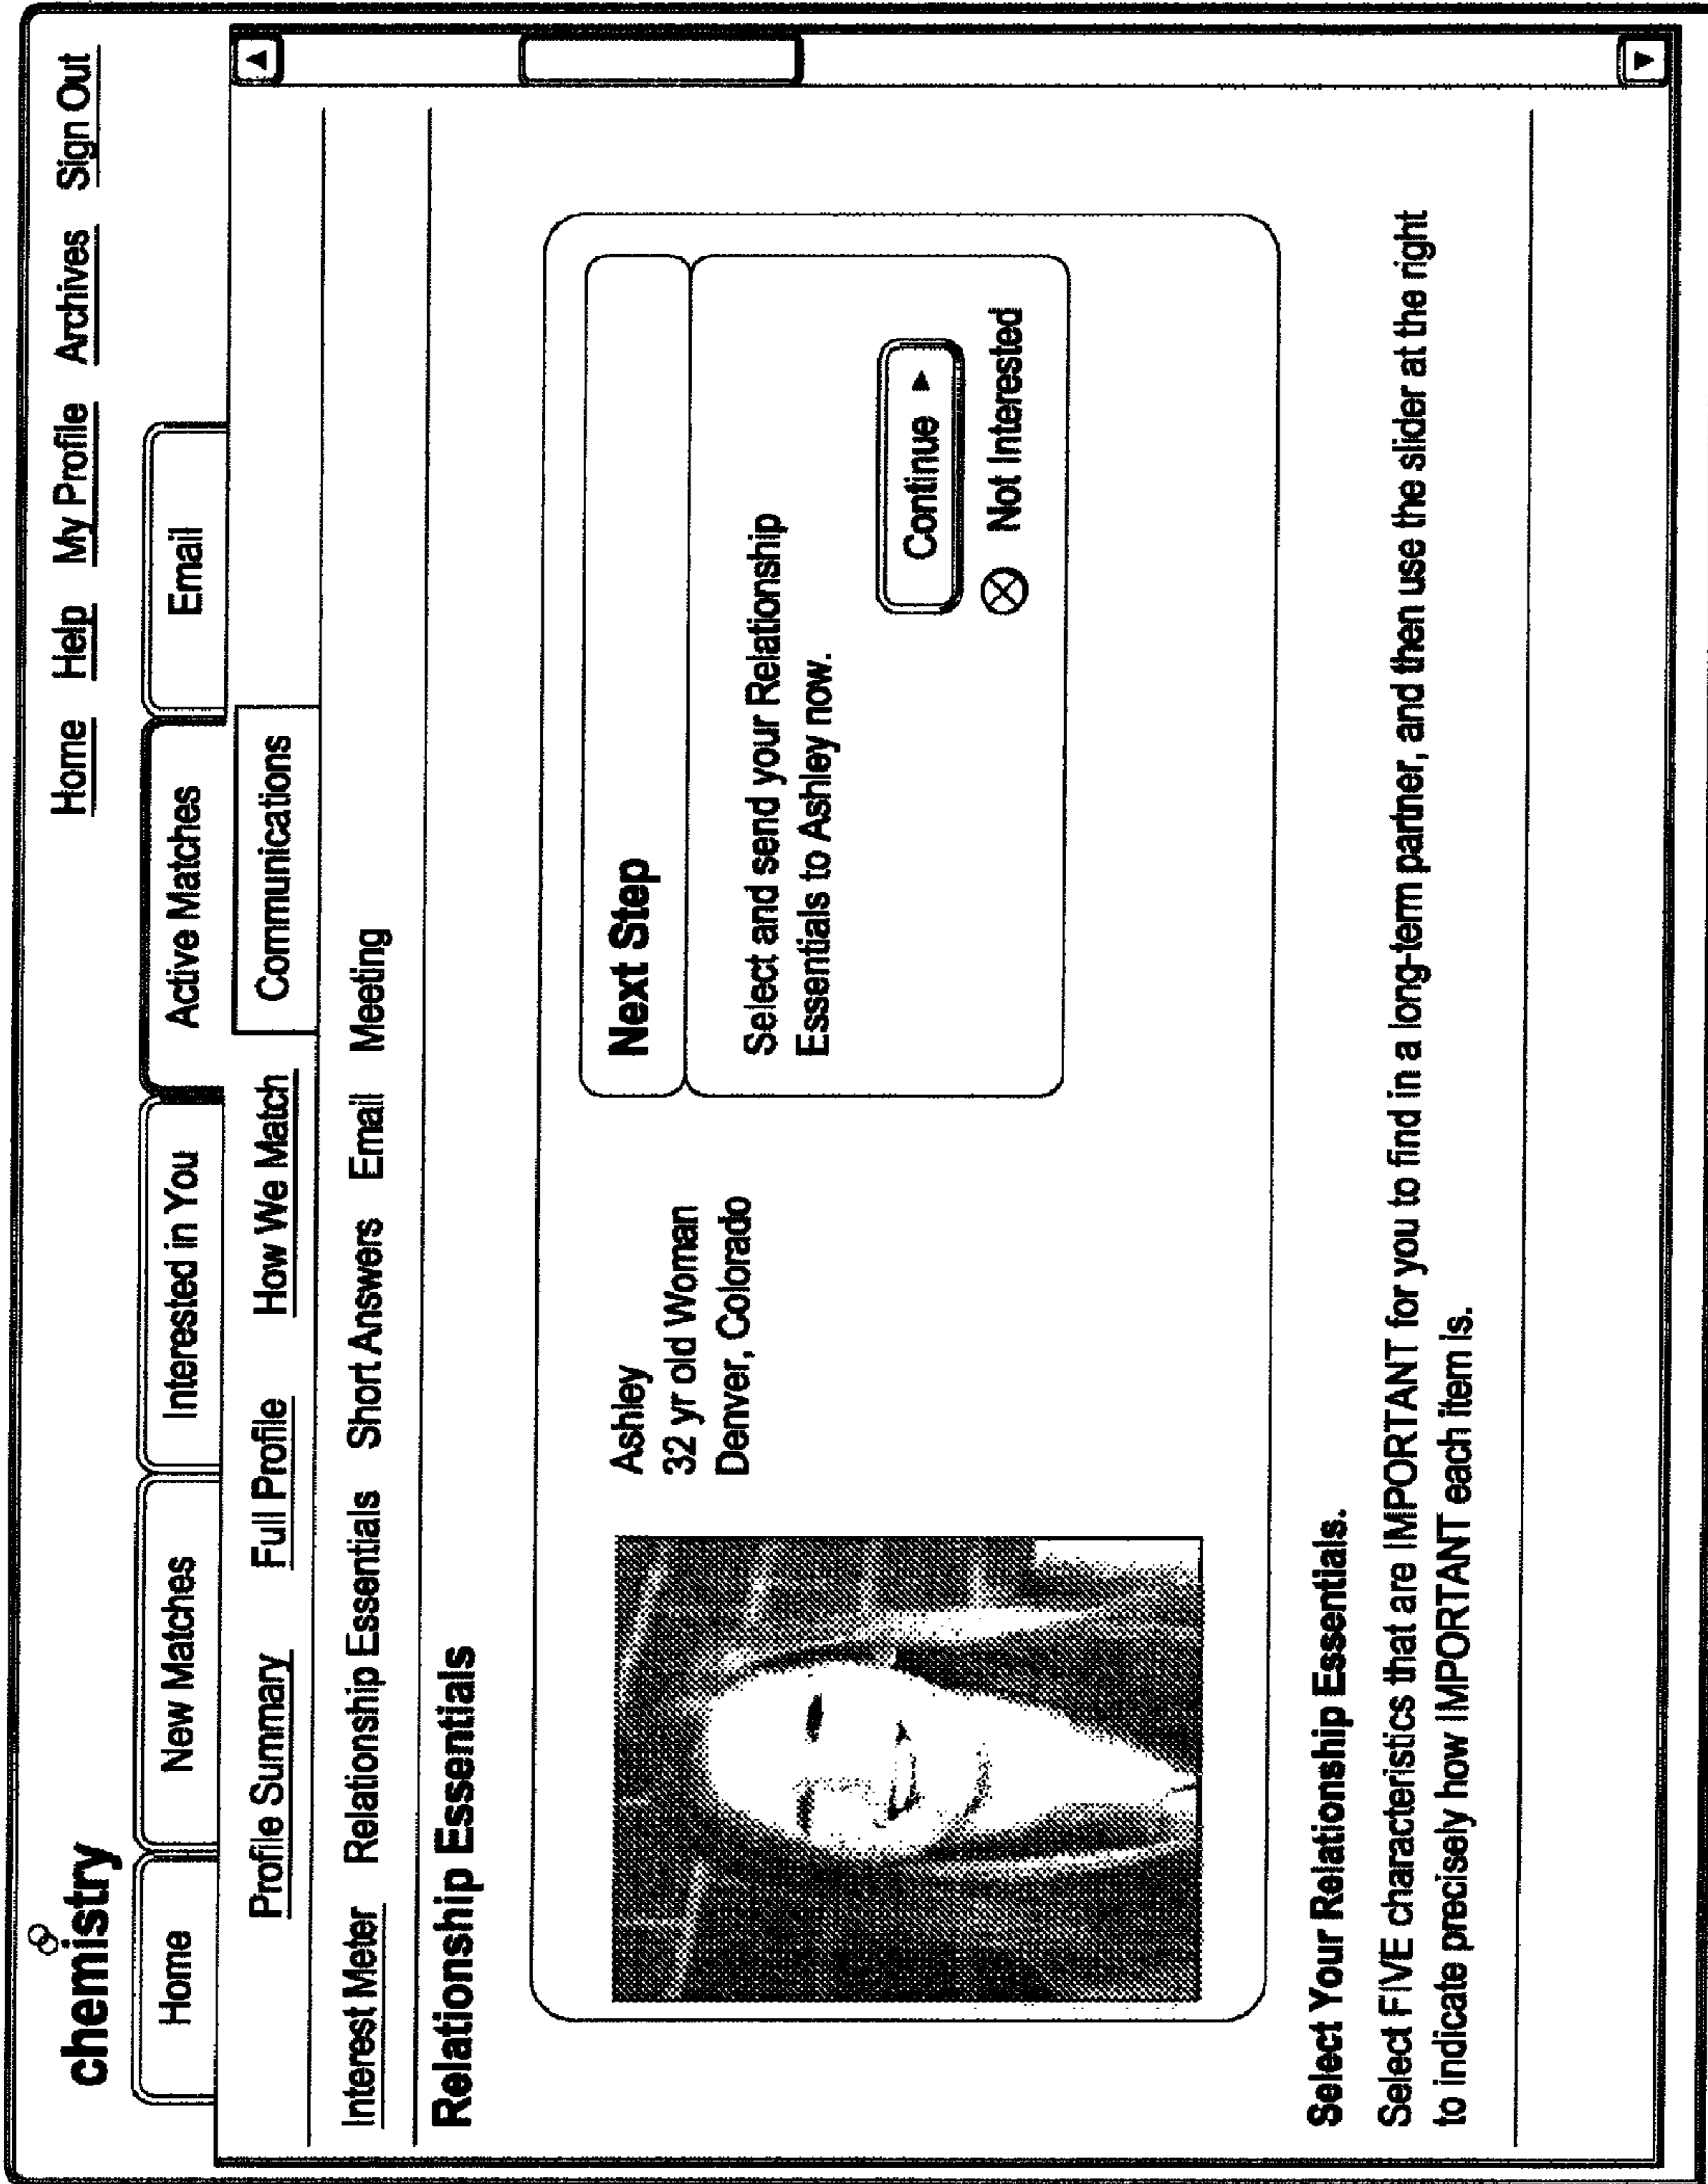 Home Help My Profile Archives Sign Out
chemistry
Home New Matches Interested in You Active Matches Email
Profile Summary Full Profile How We Match Communications
Interest Meter Relationship Essentials Short Answers Email Meeting
Relationship Essentials
Ashley
32 yr old Woman
Denver, Colorado
Next Step
Select and send your Relationship
Essentials to Ashley now.
Continue ►
Not Interested
Select Your Relationship Essentials.
Select FIVE characteristics that are IMPORTANT for you to find in a long-term partner, and then use the slider at the right
to indicate precisely how IMPORTANT each item is.